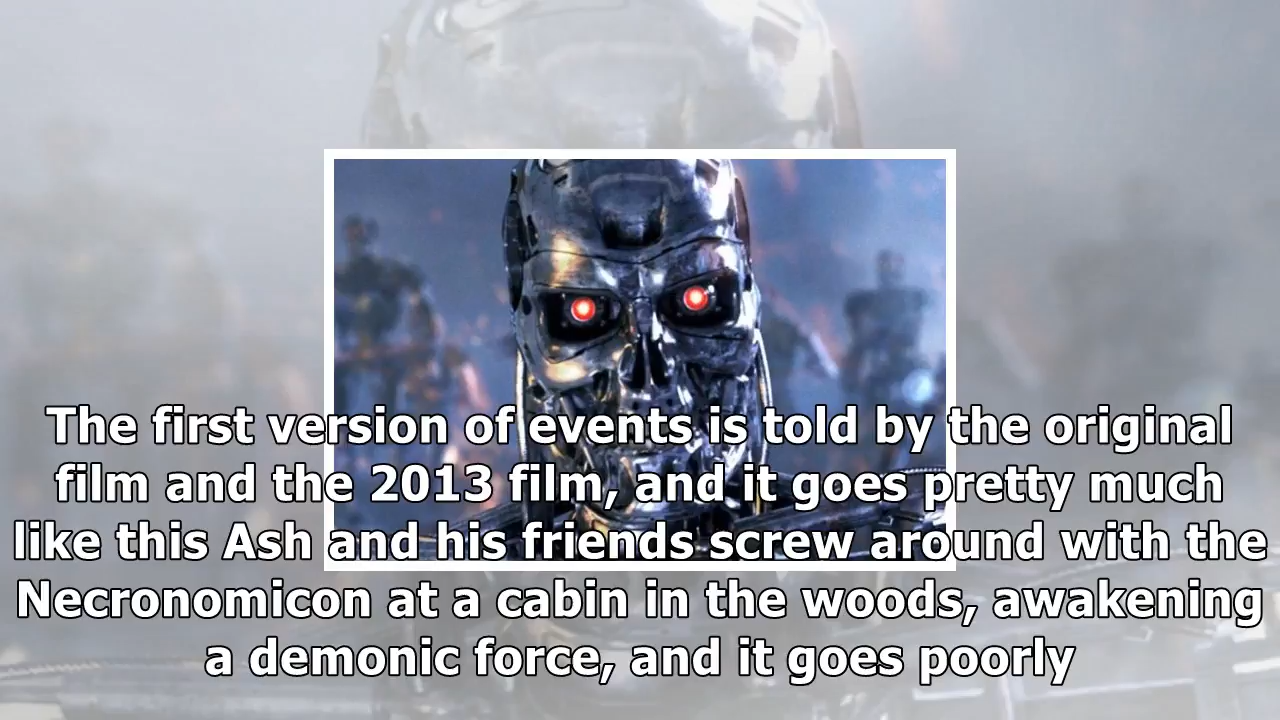 The first version of events is told by the original
film and the 2013 film, and it goes pretty much
like this Ash and his friends screw around with the
Necronomicon at a cabin in the woods, awakening
a demonic force, and it goes poorly